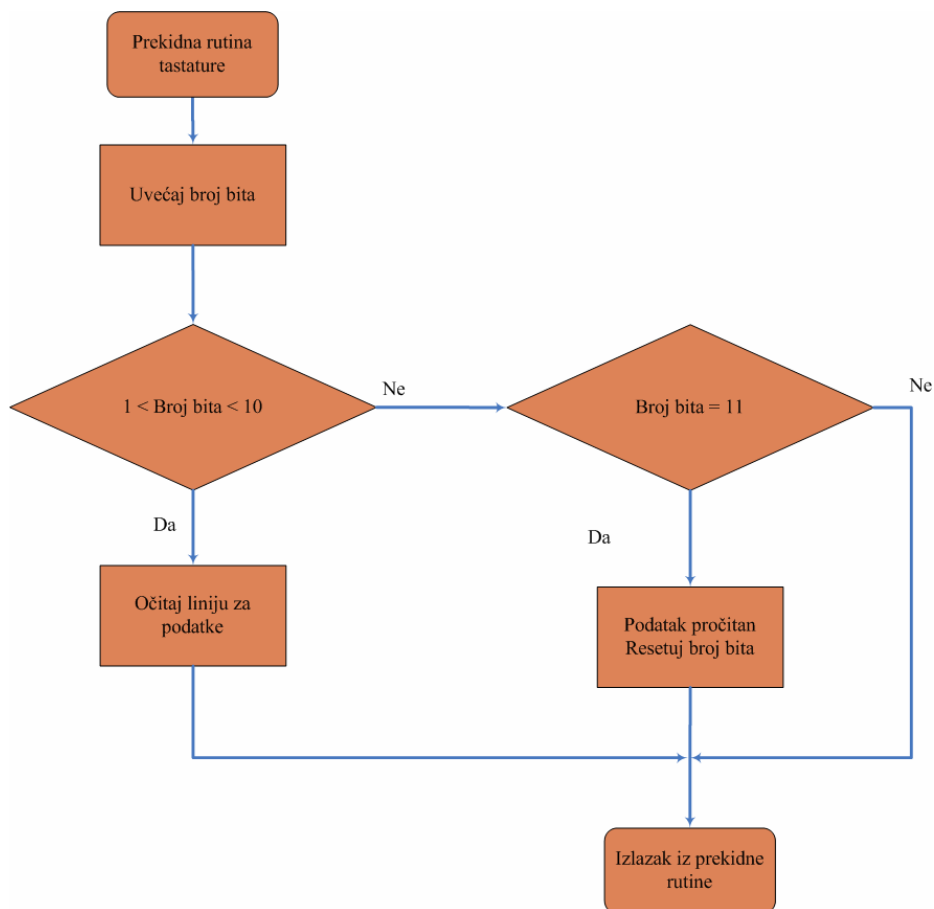 Prekidna rutina
tastature
Uvećaj broj bita
1 < Broj bita < 10
Ne
Broj bita = 11
Ne
Da
Da
Očitaj liniju za
podatke
Podatak pročitan
Resetuj broj bita
Izlazak iz prekidne
rutine